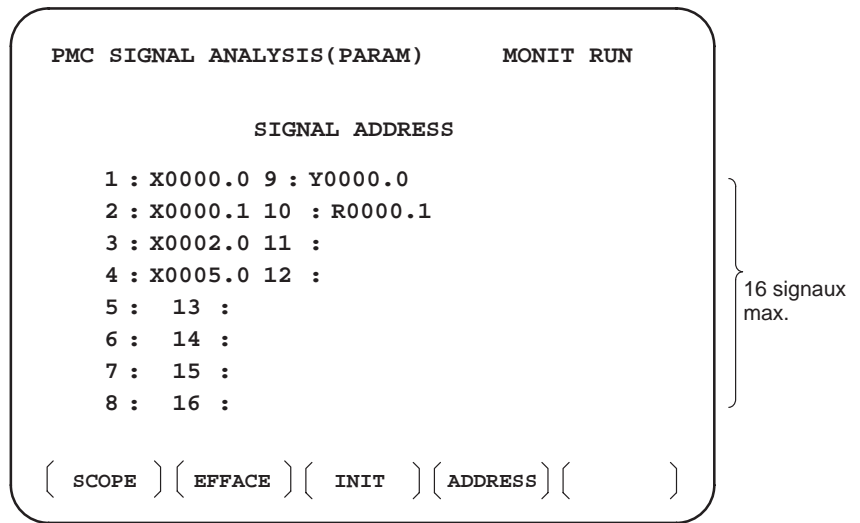 PMC SIGNAL ANALYSIS(PARAM) MONIT RUN
SIGNAL ADDRESS
1 : X0000.0 9 : Y0000.0
2 : X0000.1 10 : R0000.1
3 : X0002.0 11 :
4 : X0005.0 12 :
5 : 13 :
6 : 14 :
7 : 15 :
8 : 16 :
16 signaux
max.
SCOPE EFFACE INIT ADDRESS